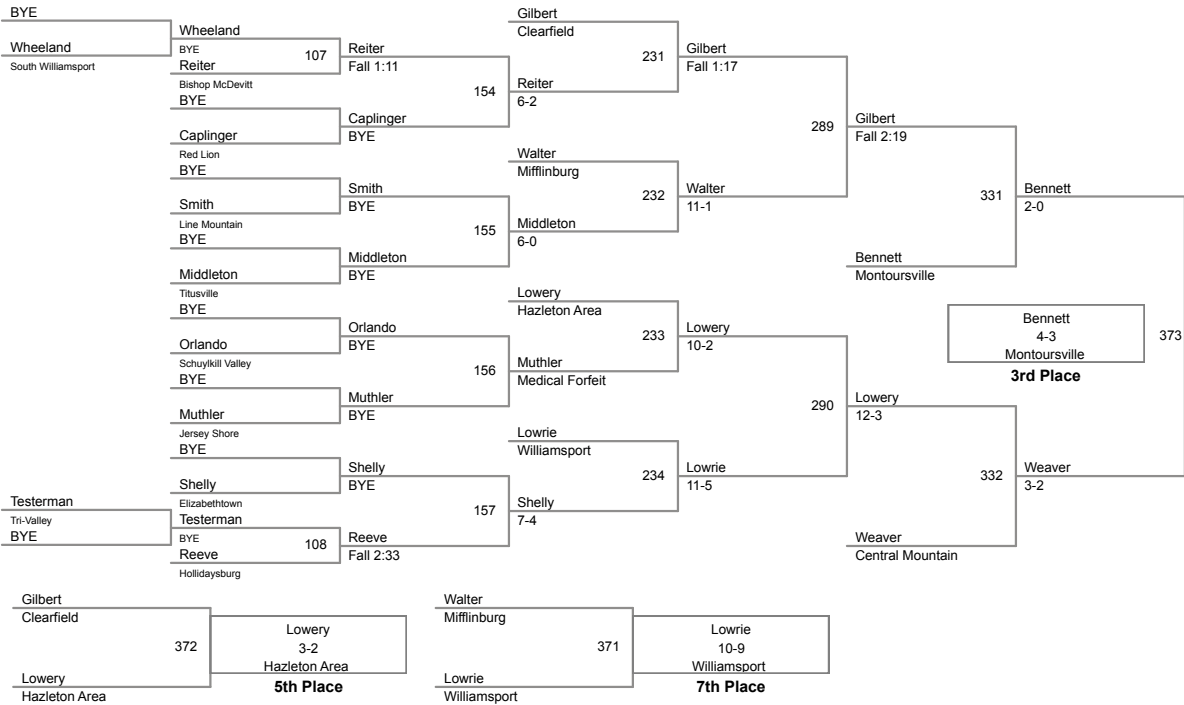 BYE
Wheeland
South Williamsport
Wheeland
BYE
107
Reiter
Bishop McDevitt
BYE
Caplinger
Red Lion
BYE
Smith
Line Mountain
BYE
Middleton
Titusville
BYE
Orlando
Schuylkill Valley
BYE
Muthler
Jersey Shore
BYE
Shelly
Elizabethtown
Testerman
Tri-Valley
BYE
Testerman
BYE
108
Reeve
Hollidaysburg
Reiter
Fall 1:11
154
Caplinger
BYE
Smith
BYE
155
Middleton
BYE
Orlando
BYE
156
Muthler
BYE
Shelly
BYE
157
Reeve
Fall 2:33
Gilbert
Clearfield
231
Reiter
6-2
Walter
Mifflinburg
232
Middleton
6-0
Lowery
Hazleton Area
233
Muthler
Medical Forfeit
Lowrie
Williamsport
234
Shelly
7-4
Gilbert
Fall 1:17
289
Walter
11-1
Lowery
10-2
290
Lowrie
11-5
Gilbert
Fall 2:19
331
Bennett
Montoursville
Lowery
12-3
332
Weaver
Central Mountain
Bennett
2-0
Bennett
4-3
Montoursville
3rd Place
373
Weaver
3-2
Gilbert
Clearfield
372
Lowery
Hazleton Area
Lowery
3-2
Hazleton Area
5th Place
Walter
Mifflinburg
371
Lowrie
Williamsport
Lowrie
10-9
Williamsport
7th Place